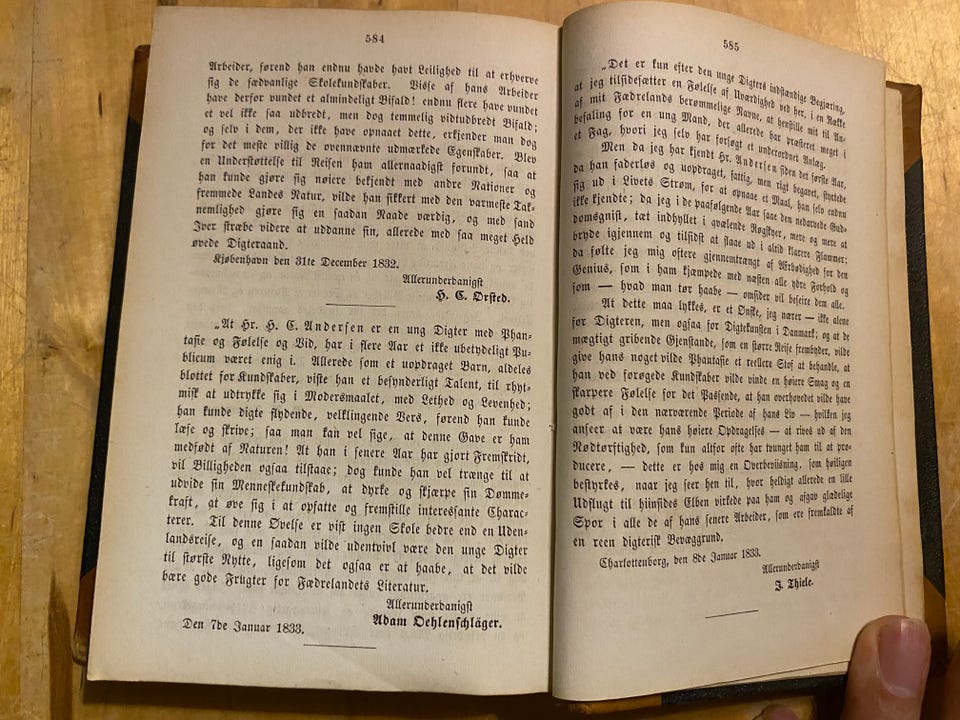 584
Arbeider, førend han endnu havde havt Leilighed til at erhverve
sig de sædvanlige Skolekundskaber. Visse af hans Arbeider
have derfor vundet et almindeligt Bifald! endnu flere have vundet
et vel ikke saa udbredt, men dog temmelig vidtudbredt Bifald;
og selv i dem, der ikke have opnaaet dette, erkjender man dog
for det meste villig de ovennævnte udmærkede Egenskaber. Blev
en Understøttelse til Reisen ham allernaadigst forundt, saa at
han kunde gjøre sig nøiere bekjendt med andre Nationer og
fremmede Landes Natur, vilde han sikkert med den varmeste Tak-
nemlighed gjøre sig en saadan Naade værdig, og med sand
Iver stræbe videre at uddanne sin, allerede med saa meget Held
øvede Digteraand.
Kjøbenhavn den 31te December 1832.
Allerunderdanigst
H. C. Ørsted.
„At Hr. H. C. Andersen er en ung Digter med Phan-
tasie og Følelse og Vid, har i flere Aar et ikke ubetydeligt Pu-
blicum været enig i. Allerede som et uopdraget Barn, aldeles
blottet for Kundskaber, viste han et besynderligt Talent, til rhyt-
misk at udtrykke sig i Modersmaalet, med Lethed og Levenhed;
han kunde digte flydende, velklingende Vers, førend han kunde
læse og skrive; saa man kan vel sige, at denne Gave er ham
medfødt af Naturen! At han i senere Aar har gjort Fremskridt,
vil Billigheden ogsaa tilstaae; dog kunde han vel trænge til at
udvide sin Menneskekundskab, at dyrke og skjærpe sin Dømme-
kraft, at øve sig i at opfatte og fremstille interessante Charac-
terer. Til denne Øvelse er vist ingen Skole bedre end en Uden-
landsreise, og en saadan vilde udentvivl være den unge Digter
til største Nytte, ligesom det ogsaa er at haabe, at det vilde
bære gode Frugter for Fædrelandets Literatur.
Allerunderdanigst
Adam Oehlenschläger.
Den 7de Januar 1833.
585
„Det er kun efter den unge Digters indstændige Begjæring,
at jeg tilsidesætter en Følelse af Uværdighed ved her, i en Række
af mit Fædrelands berømmelige Navne, at henstille mit til An-
befaling for en ung Mand, der allerede har præsteret meget i
et Fag, hvori jeg selv har forsøgt et underordnet Anlæg.
Men da jeg har kjendt Hr. Andersen siden det første Aar,
da han faderløs og uopdraget, fattig, men rigt begavet, styrtede
sig ud i Livets Strøm, for at opnaae et Maal, han selv endnu
ikke kjendte; da jeg i de paafølgende Aar saae den nedarvede Gud-
domsgnist, tæt indhyllet i qvælende Røgskyer, mere og mere at
bryde igjennem og tilsidst at staae ud i altid klarere Flammer:
da følte jeg mig oftere gjennemtrængt af Ærbødighed for den
Genius, som i ham kjæmpede med næsten alle ydre Forhold og
som — hvad man tør haabe — omsider vil beseire dem alle.
At dette maa lykkes, er et Ønske, jeg nærer — ikke alene
for Digteren, men ogsaa for Digtekunsten i Danmark; og at de
mægtigt gribende Gjenstande, som en større Reise frembyder, vilde
give hans noget vilde Phantasie et reellere Stof at behandle, at
han ved forøgede Kundskaber vilde vinde en høiere Smag og en
skarpere Følelse for det Passende, at han overhovedet vilde have
godt af i den nærværende Periode af hans Liv — hvilken jeg
anseer at være hans høiere Opdragelses — at rives ud af den
Nødtørftighed, som kun altfor ofte har tvunget ham til at pro-
ducere, — dette er hos mig en Overbeviisning, som høiligen
bestyrkes, naar jeg seer hen til, hvor heldigt allerede en lille
Udflugt til hiinsides Elben virkede paa ham og afgav glædelige
Spor i alle de af hans senere Arbeider, som ere fremkaldte af
en reen digterisk Bevæggrund.
Charlottenborg, den 8de Januar 1833.
Allerunderdanigst
J. Thiele.